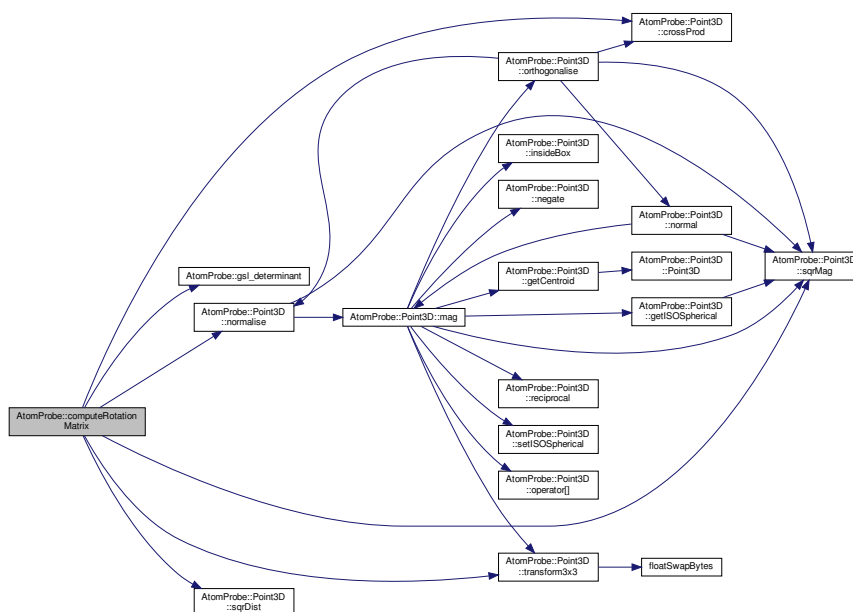 AtomProbe::Point3D
::crossProd
AtomProbe::Point3D
::orthogonalise
AtomProbe::Point3D
::insideBox
AtomProbe::Point3D
::negate
AtomProbe::Point3D
::normal
AtomProbe::Point3D
::sqrMag
AtomProbe::Point3D
::Point3D
AtomProbe::gsl_determinant
AtomProbe::Point3D
::getCentroid
AtomProbe::Point3D
::normalise
AtomProbe::Point3D::mag
AtomProbe::Point3D
::getISOSpherical
AtomProbe::Point3D
::reciprocal
AtomProbe::computeRotation
Matrix
AtomProbe::Point3D
::setISOSpherical
AtomProbe::Point3D
::operator[]
AtomProbe::Point3D
::transform3x3
floatSwapBytes
AtomProbe::Point3D
::sqrDist